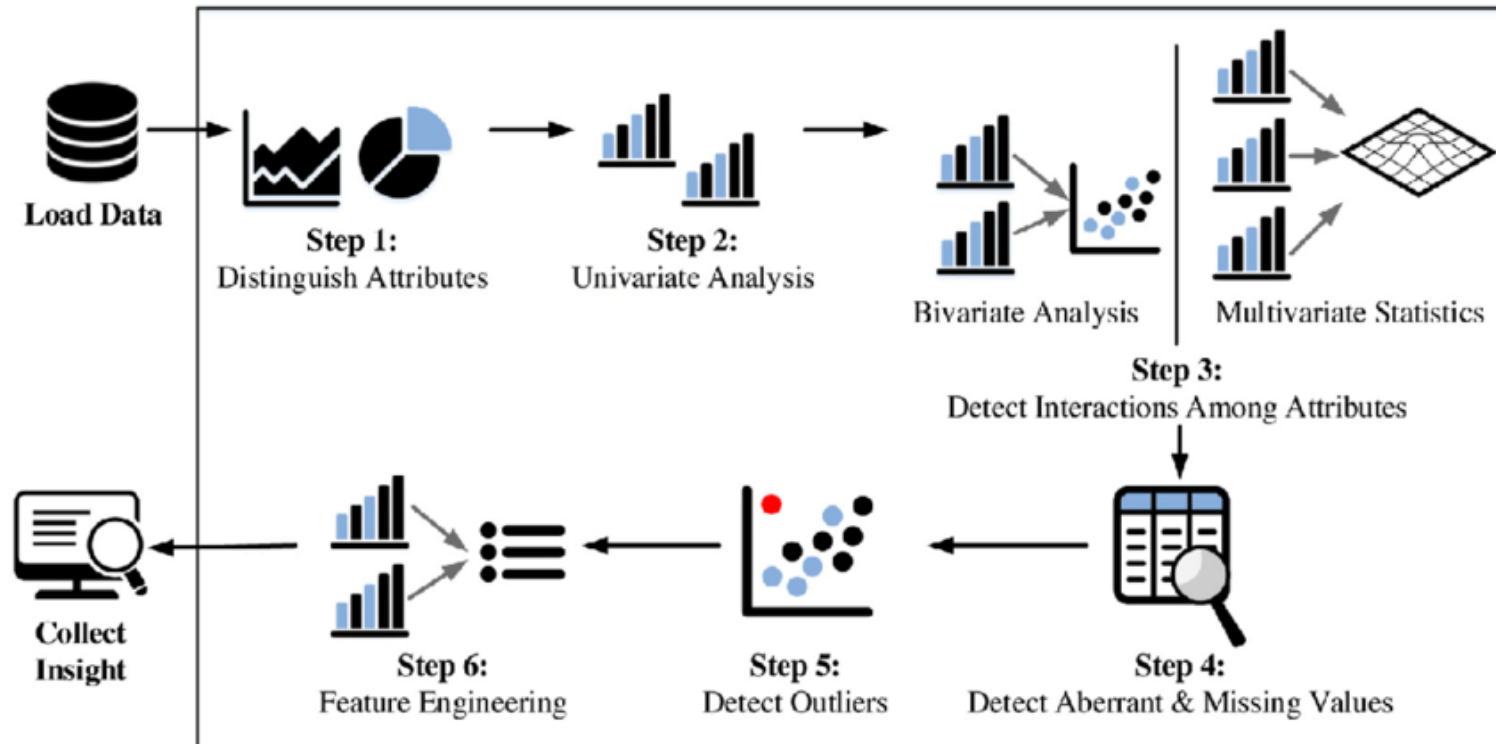 Load Data
Step 1:
Distinguish Attributes
Step 2:
Univariate Analysis
Bivariate Analysis
Multivariate Statistics
Step 3:
Detect Interactions Among Attributes
Step 4:
Detect Aberrant & Missing Values
Step 5:
Detect Outliers
Step 6:
Feature Engineering
Collect
Insight